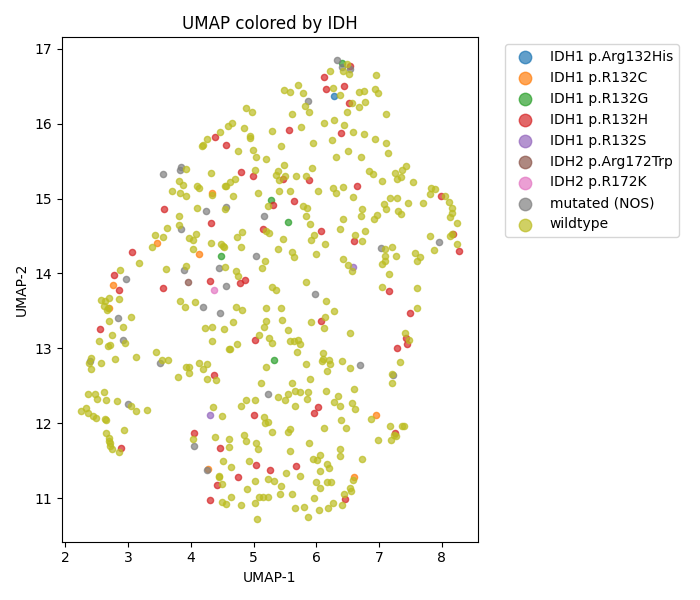 UMAP colored by IDH
IDH1 p.Arg132His
IDH1 p.R132C
IDH1 p.R132G
IDH1 p.R132H
IDH1 p.R132S
IDH2 p.Arg172Trp
IDH2 p.R172K
mutated (NOS)
wildtype
17
16
15
14
13
12
11
UMAP-2
2 3 4 5 6 7 8
UMAP-1